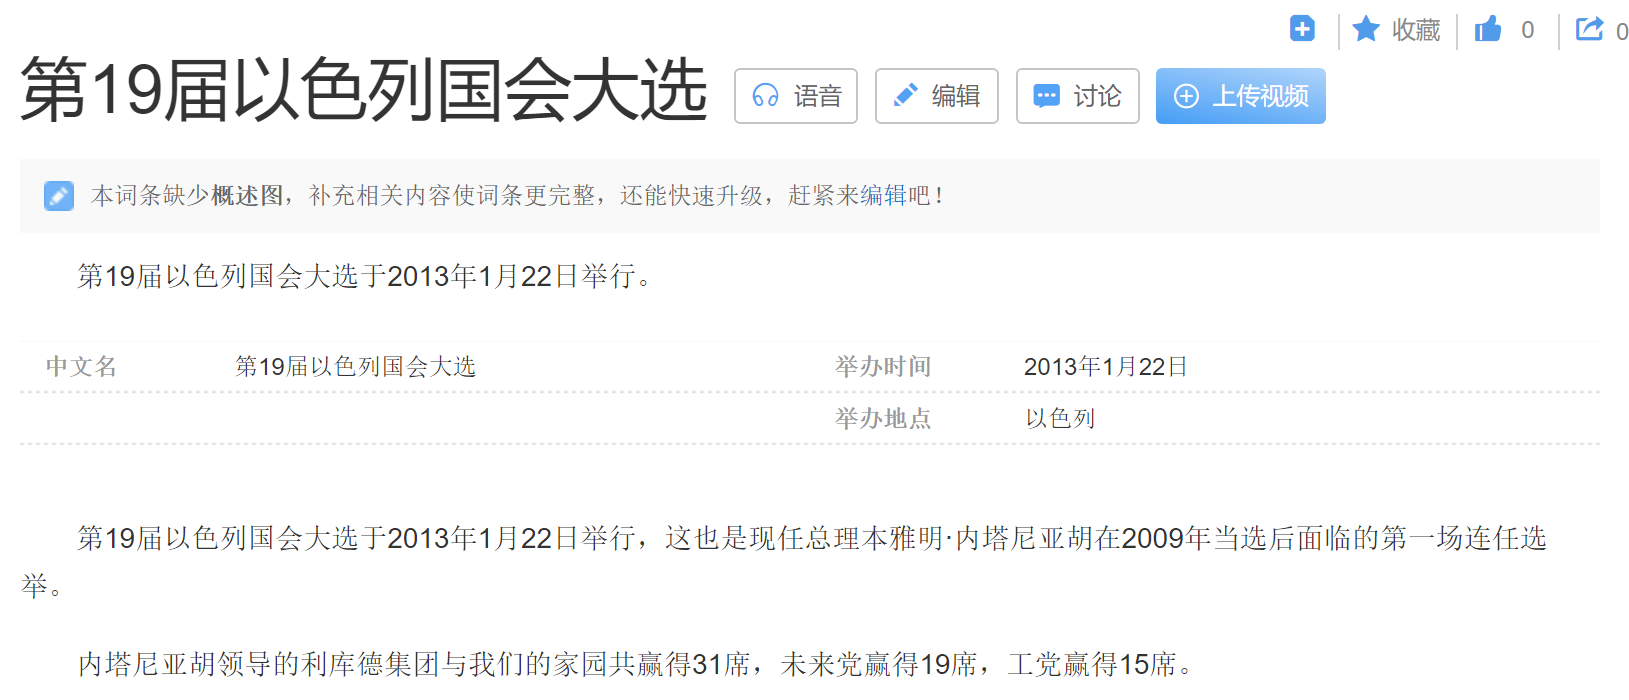 收藏 0 0
第19届以色列国会大选 语音 编辑 讨论 上传视频
本词条缺少概述图，补充相关内容使词条更完整，还能快速升级，赶紧来编辑吧！
第19届以色列国会大选于2013年1月22日举行。
中文名 第19届以色列国会大选 举办时间 2013年1月22日
举办地点 以色列
第19届以色列国会大选于2013年1月22日举行，这也是现任总理本雅明·内塔尼亚胡在2009年当选后面临的第一场连任选
举。
内塔尼亚胡领导的利库德集团与我们的家园共赢得31席，未来党赢得19席，工党赢得15席。